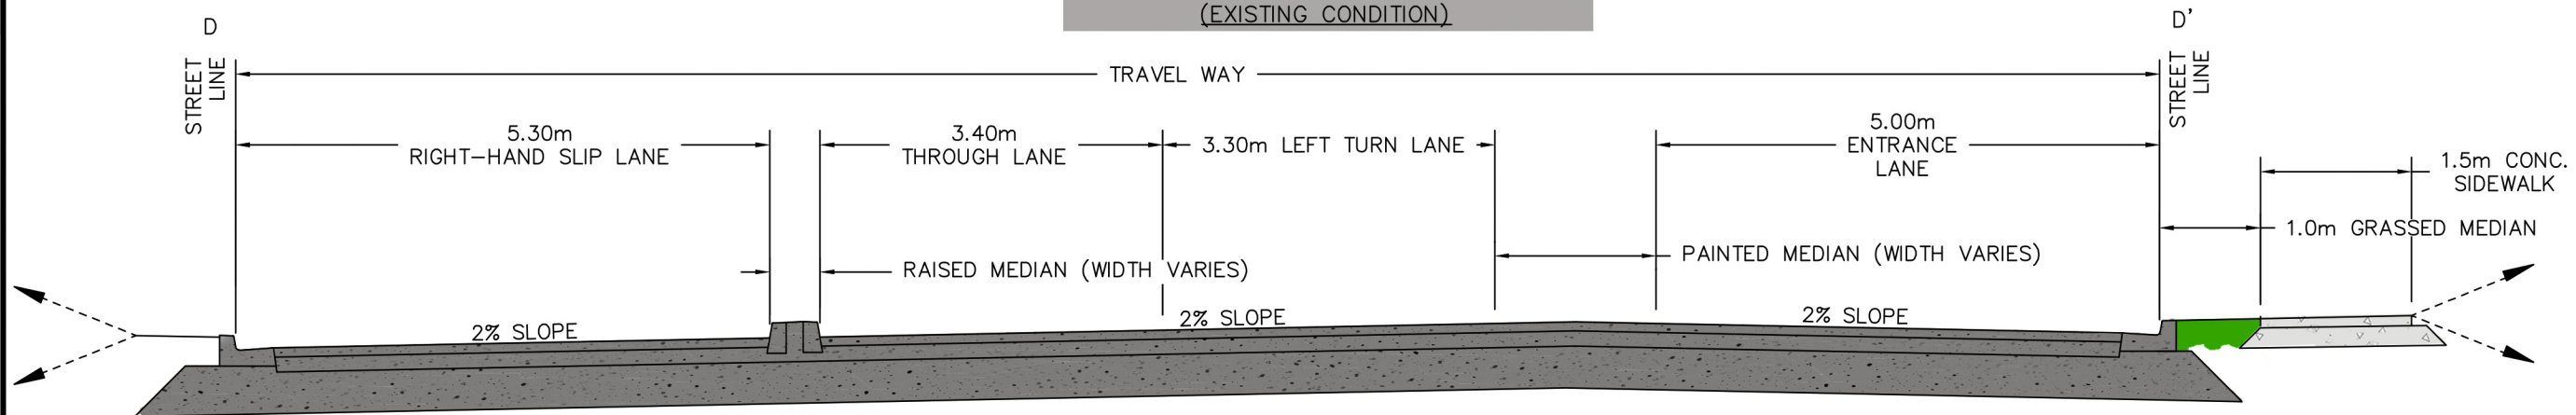 (EXISTING CONDITION)
D
D'
STREET
LINE
TRAVEL WAY
STREET
LINE
5.30m
RIGHT-HAND SLIP LANE
3.40m
THROUGH LANE
3.30m LEFT TURN LANE
5.00m
ENTRANCE
LANE
1.5m CONC.
SIDEWALK
1.0m GRASSED MEDIAN
RAISED MEDIAN (WIDTH VARIES)
PAINTED MEDIAN (WIDTH VARIES)
2% SLOPE
2% SLOPE
2% SLOPE